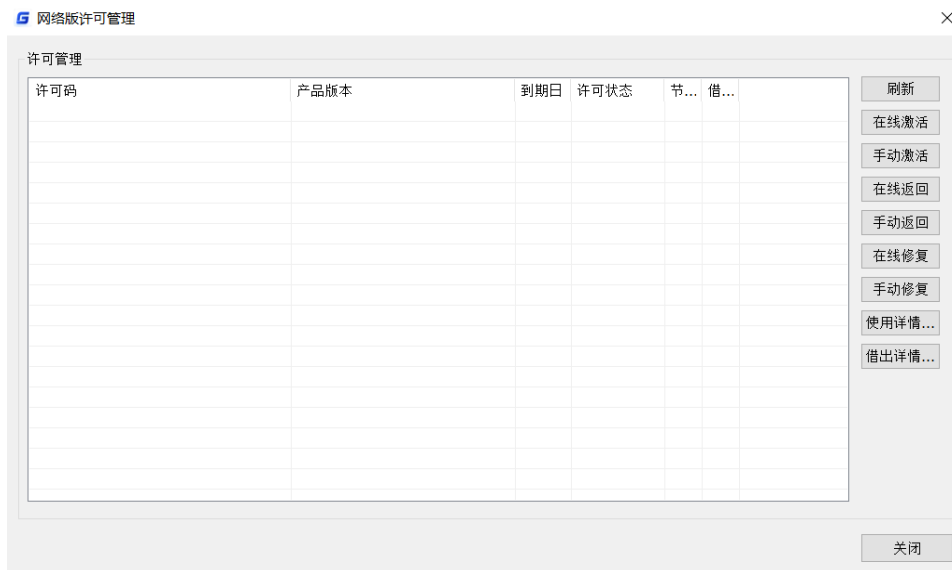 网络版许可管理
许可管理
许可码 产品版本 到期日 许可状态 节... 借...
刷新
在线激活
手动激活
在线返回
手动返回
在线修复
手动修复
使用详情...
借出详情...
关闭